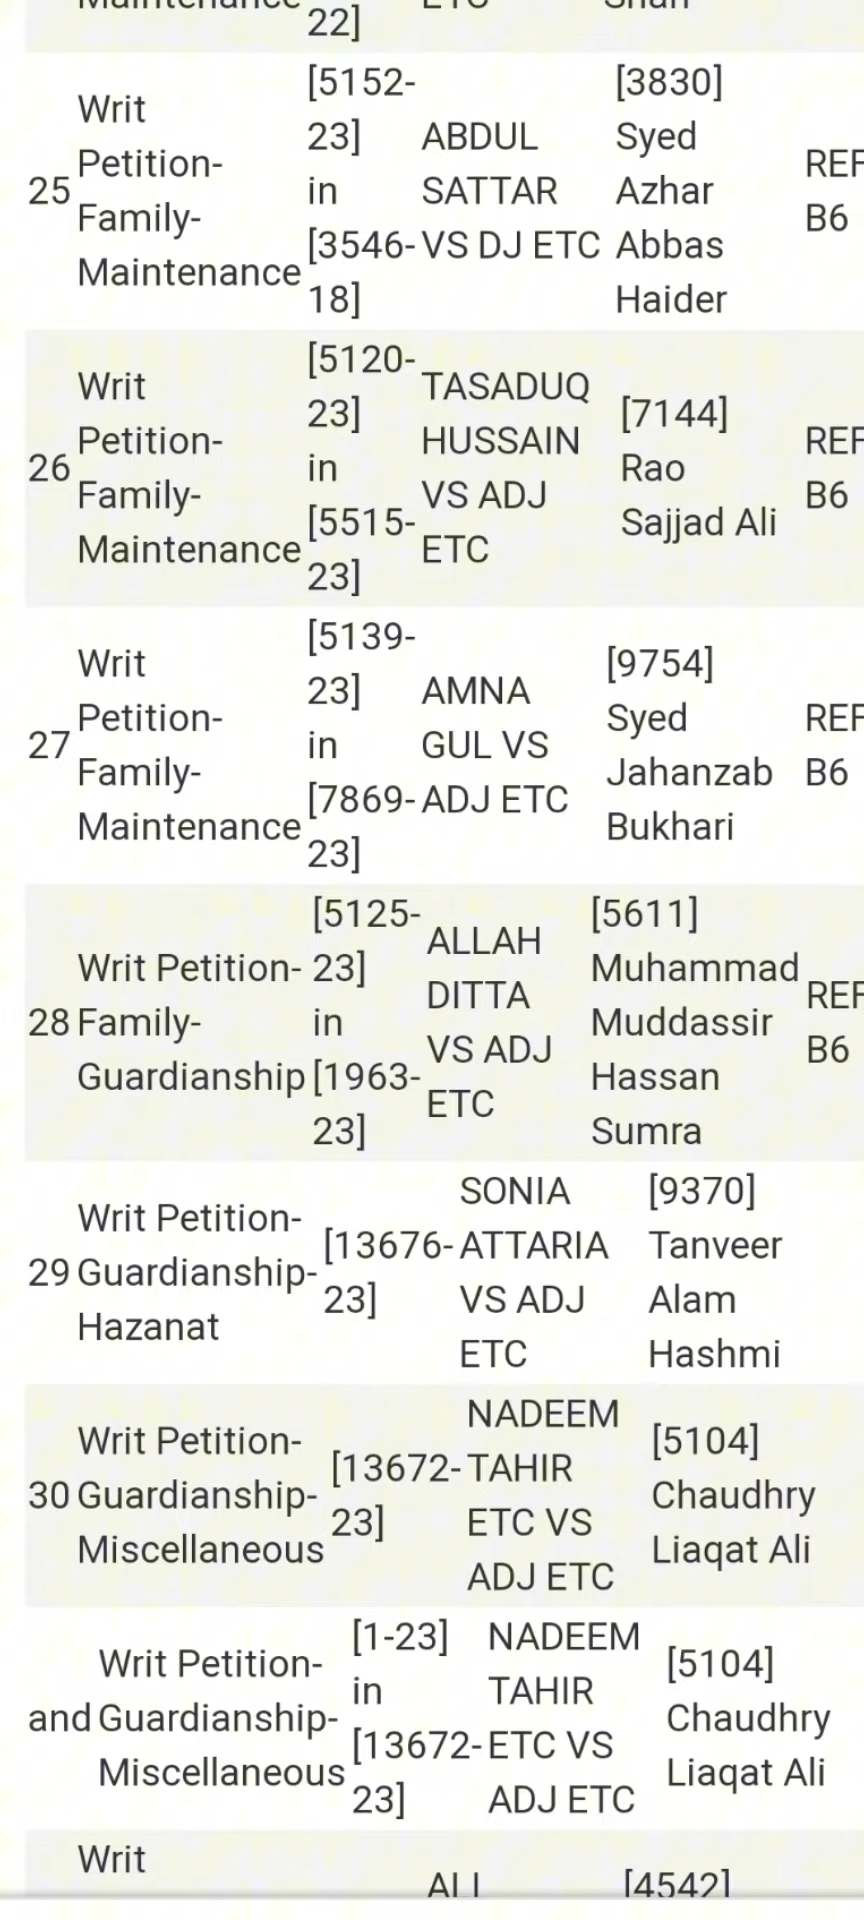 22]
25
Writ
Petition-
Family-
Maintenance
[5152-
23]
in
[3546-
18]
ABDUL
SATTAR
VS DJ ETC
[3830]
Syed
Azhar
Abbas
Haider
REF
B6
26
Writ
Petition-
Family-
Maintenance
[5120-
23]
in
[5515-
23]
TASADUQ
HUSSAIN
VS ADJ
ETC
[7144]
Rao
Sajjad Ali
REF
B6
27
Writ
Petition-
Family-
Maintenance
[5139-
23]
in
[7869-
23]
AMNA
GUL VS
ADJ ETC
[9754]
Syed
Jahanzab
Bukhari
REF
B6
28
Writ Petition-
Family-
Guardianship
[5125-
23]
in
[1963-
23]
ALLAH
DITTA
VS ADJ
ETC
[5611]
Muhammad
Muddassir
Hassan
Sumra
REF
B6
29
Writ Petition-
Guardianship-
Hazanat
[13676-
23]
SONIA
ATTARIA
VS ADJ
ETC
[9370]
Tanveer
Alam
Hashmi
30
Writ Petition-
Guardianship-
Miscellaneous
[13672-
23]
NADEEM
TAHIR
ETC VS
ADJ ETC
[5104]
Chaudhry
Liaqat Ali
and
Writ Petition-
Guardianship-
Miscellaneous
[1-23]
in
[13672-
23]
NADEEM
TAHIR
ETC VS
ADJ ETC
[5104]
Chaudhry
Liaqat Ali
Writ
ALI
[4542]